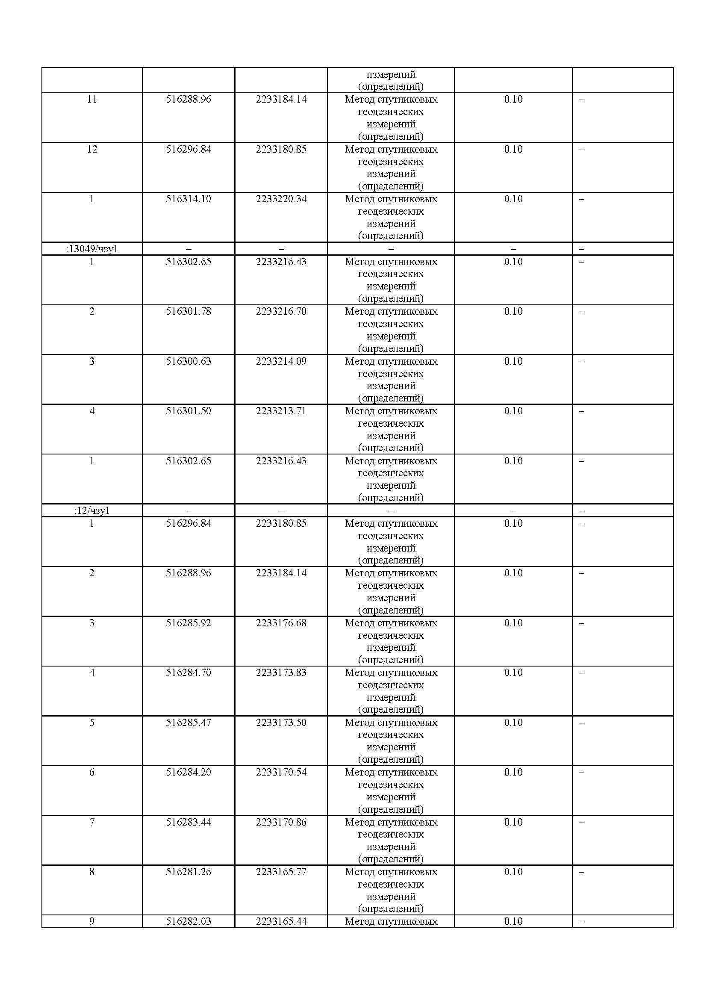 измерений
(определений)
11 516288.96 2233184.14 Метод спутниковых 0.10 –
геодезических
измерений
(определений)
12 516296.84 2233180.85 Метод спутниковых 0.10 –
геодезических
измерений
(определений)
1 516314.10 2233220.34 Метод спутниковых 0.10 –
геодезических
измерений
(определений)
:13049/чзу1 – – – – –
1 516302.65 2233216.43 Метод спутниковых 0.10 –
геодезических
измерений
(определений)
2 516301.78 2233216.70 Метод спутниковых 0.10 –
геодезических
измерений
(определений)
3 516300.63 2233214.09 Метод спутниковых 0.10 –
геодезических
измерений
(определений)
4 516301.50 2233213.71 Метод спутниковых 0.10 –
геодезических
измерений
(определений)
1 516302.65 2233216.43 Метод спутниковых 0.10 –
геодезических
измерений
(определений)
:12/чзу1 – – – – –
1 516296.84 2233180.85 Метод спутниковых 0.10 –
геодезических
измерений
(определений)
2 516288.96 2233184.14 Метод спутниковых 0.10 –
геодезических
измерений
(определений)
3 516285.92 2233176.68 Метод спутниковых 0.10 –
геодезических
измерений
(определений)
4 516284.70 2233173.83 Метод спутниковых 0.10 –
геодезических
измерений
(определений)
5 516285.47 2233173.50 Метод спутниковых 0.10 –
геодезических
измерений
(определений)
6 516284.20 2233170.54 Метод спутниковых 0.10 –
геодезических
измерений
(определений)
7 516283.44 2233170.86 Метод спутниковых 0.10 –
геодезических
измерений
(определений)
8 516281.26 2233165.77 Метод спутниковых 0.10 –
геодезических
измерений
(определений)
9 516282.03 2233165.44 Метод спутниковых 0.10 –